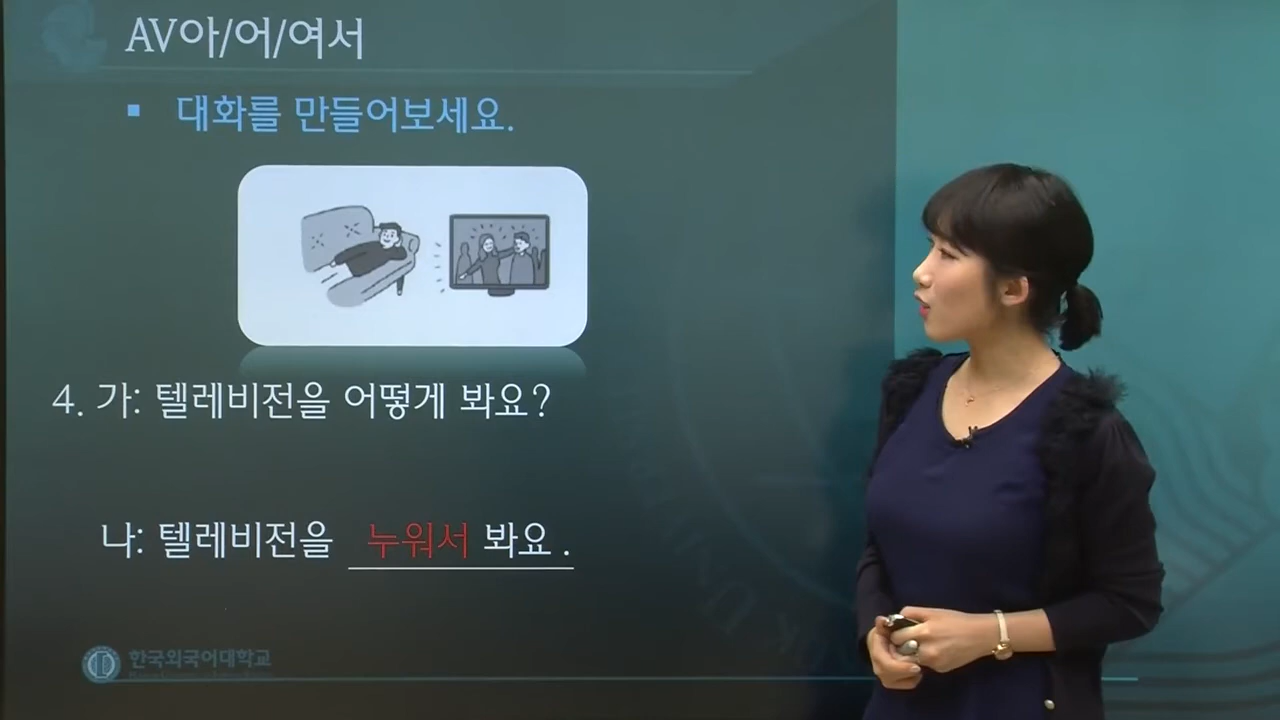 AV아/어/여서
▪ 대화를 만들어보세요.
4. 가: 텔레비전을 어떻게 봐요?
나: 텔레비전을 누워서 봐요 .
한국외국어대학교